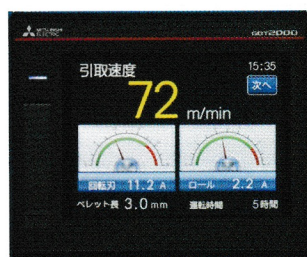 MITSUBISHI ELECTRIC
GOT2000
引取速度
15:35
次へ
72 m/min
回転刃 11.2 A
ロール 2.2 A
ペレット長 3.0 mm
運転時間 5時間